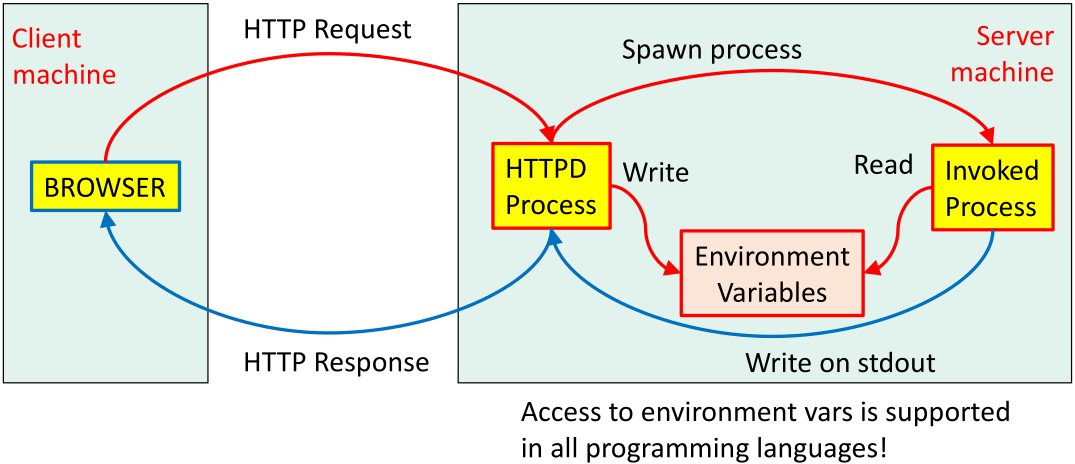 Client
machine
HTTP Request
Spawn process
Server
machine
BROWSER
HTTPD
Process
Write
Read
Invoked
Process
Environment
Variables
HTTP Response
Write on stdout
Access to environment vars is supported
in all programming languages!